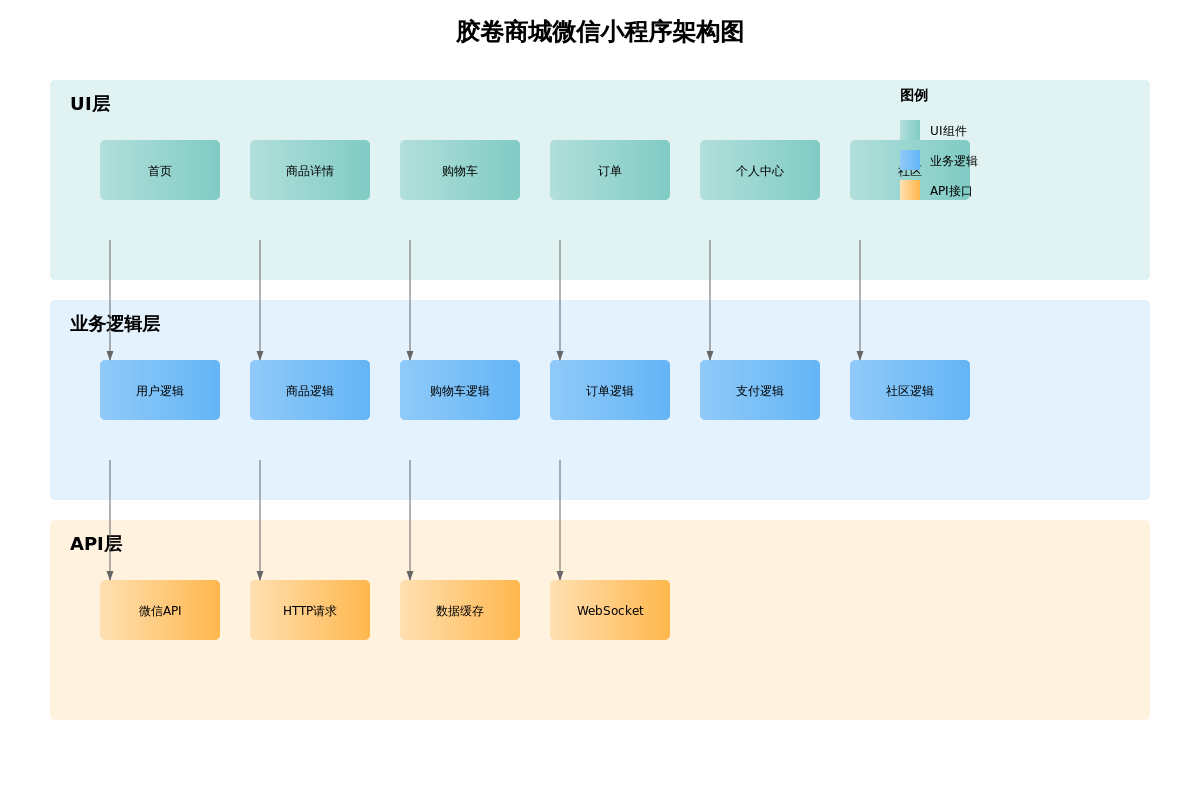 胶卷商城微信小程序架构图
UI层
图例
UI组件
业务逻辑
API接口
首页
商品详情
购物车
订单
个人中心
社区
业务逻辑层
用户逻辑
商品逻辑
购物车逻辑
订单逻辑
支付逻辑
社区逻辑
API层
微信API
HTTP请求
数据缓存
WebSocket